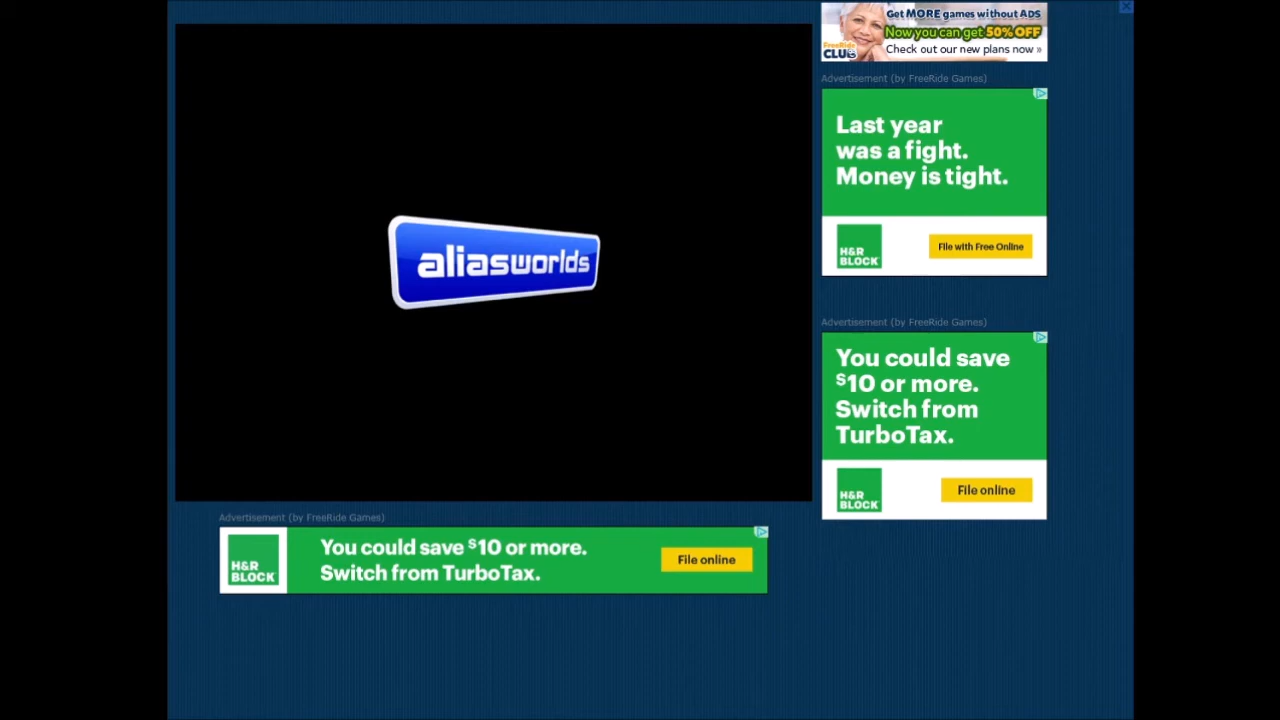 Get MORE games without ADS
Now you can get 50% OFF
FreeRide
CLUB
Check out our new plans now »
Advertisement (by FreeRide Games)
Last year
was a fight.
Money is tight.
H&R
BLOCK
File with Free Online
aliasworlds
Advertisement (by FreeRide Games)
You could save
$10 or more.
Switch from
TurboTax.
H&R
BLOCK
File online
Advertisement (by FreeRide Games)
H&R
BLOCK
You could save $10 or more.
Switch from TurboTax.
File online